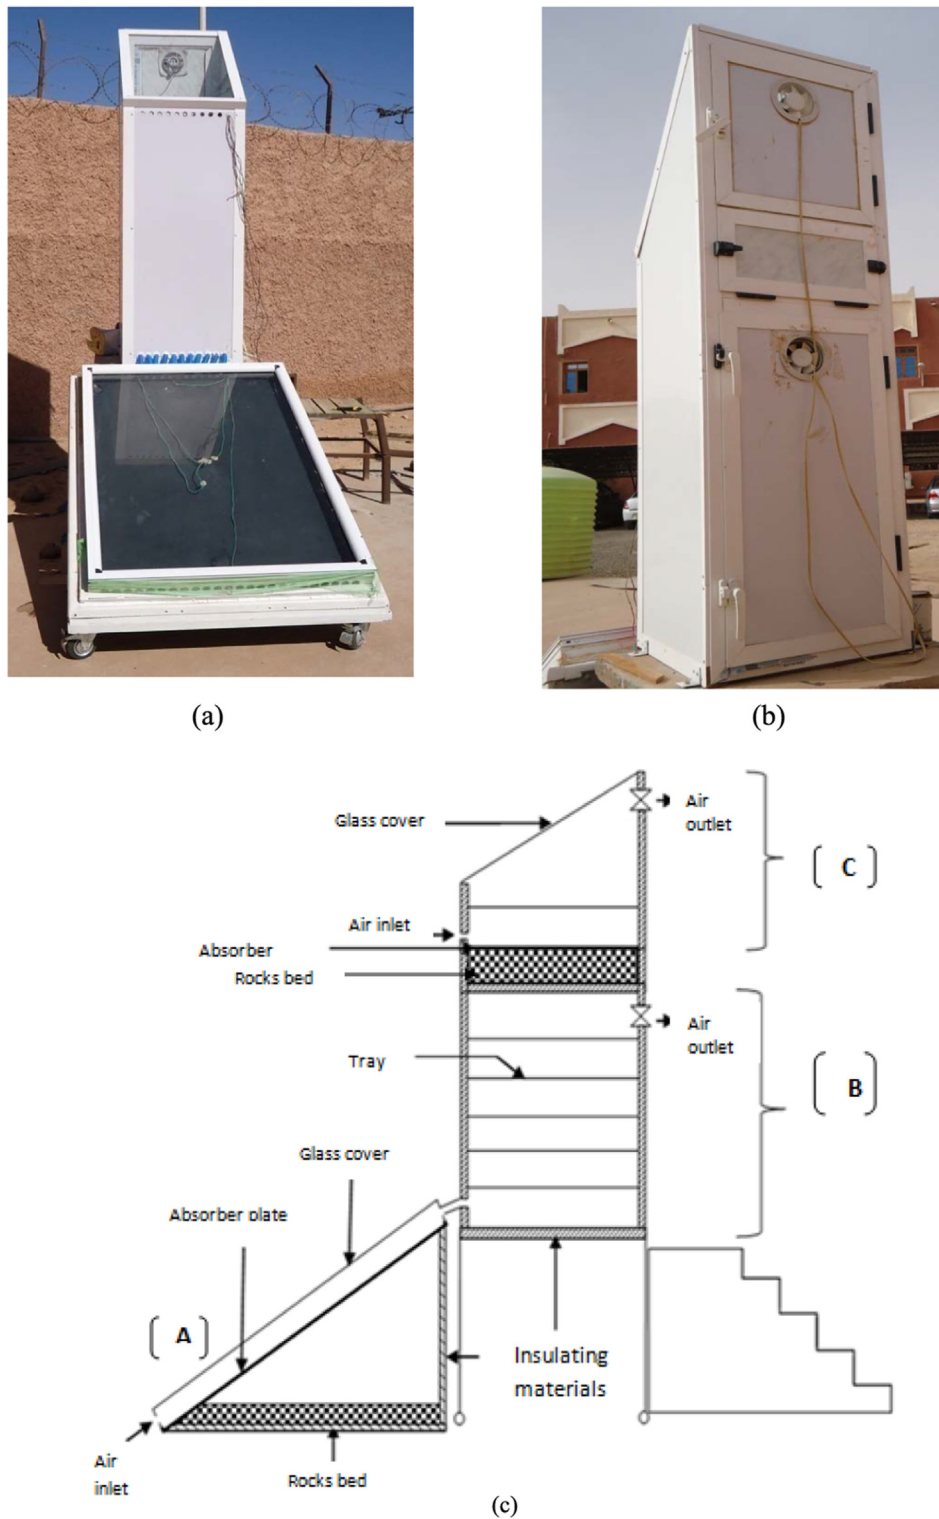 (a)
(b)
Glass cover
Air
outlet
[ C ]
Air inlet
Absorber
Rocks bed
Air
outlet
Tray
[ B ]
Glass cover
Absorber plate
[ A ]
Insulating
materials
Air
inlet
Rocks bed
(c)